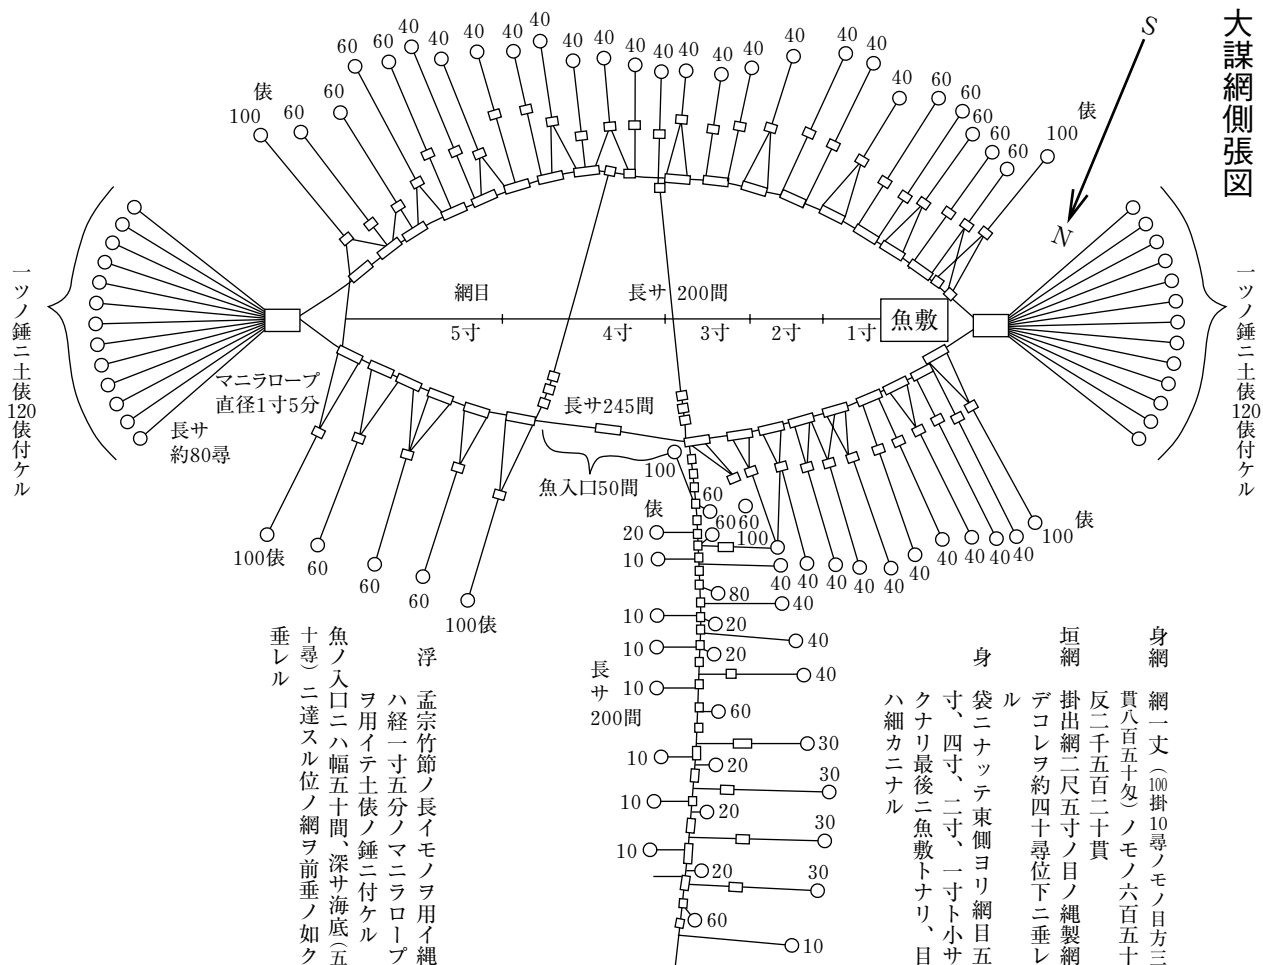 大謀網側張図
S
N
40 40 40 40 40 40 40 40 40 40 40 40 40 40 40
60 60 60 60
俵
100
60 60 60 60 60
俵
100
一ツノ錘ニ土俵120俵付ケル
一ツノ錘ニ土俵120俵付ケル
網目
長サ 200間
5寸
4寸
3寸
2寸
1寸
魚敷
マニラロープ
直径1寸5分
長サ
約80尋
長サ245間
魚入口50間
100俵
60
60
60
100俵
100
60
60 60
100
40 40 40 40 40 40 40 40 40 40
100
俵
俵
20
10
10
10
10
10
10
10
80
20
20
60
20
20
20
60
40
40
40
30
30
30
30
10
長サ
200間
身網 網一丈（100掛10尋ノモノ目方三
貫八百五十匁）ノモノ六百五十
反二千五百二十貫
垣網 掛出網二尺五寸ノ目ノ縄製網
デコレヲ約四十尋位下ニ垂レ
ル
身 袋ニナッテ東側ヨリ網目五
寸、四寸、二寸、一寸ト小サ
クナリ最後ニ魚敷トナリ、目
ハ細カニナル
浮 孟宗竹節ノ長イモノヲ用イ縄
ハ経一寸五分ノマニラロープ
ヲ用イテ土俵ノ錘ニ付ケル
魚ノ入口ニハ幅五十間、深サ海底（五
十尋）ニ達スル位ノ網ヲ前垂ノ如ク
垂レル